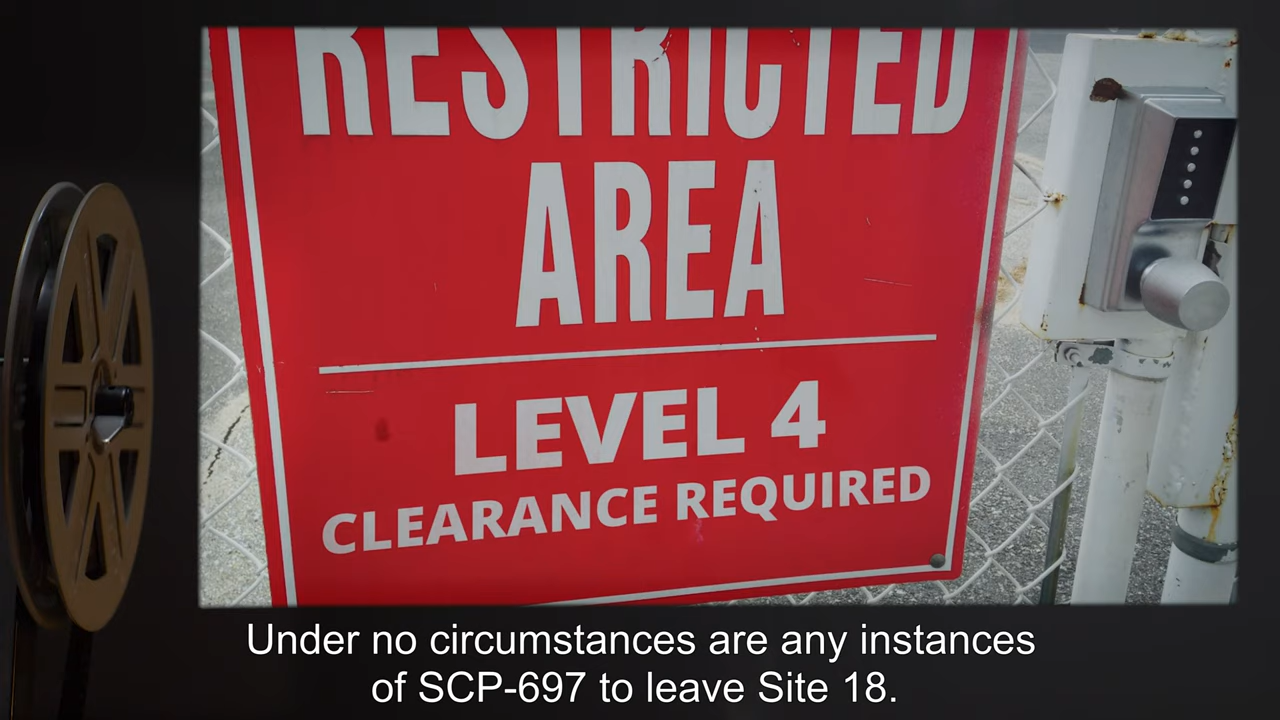 RESTRICTED
AREA
LEVEL 4
CLEARANCE REQUIRED
Under no circumstances are any instances
of SCP-697 to leave Site 18.